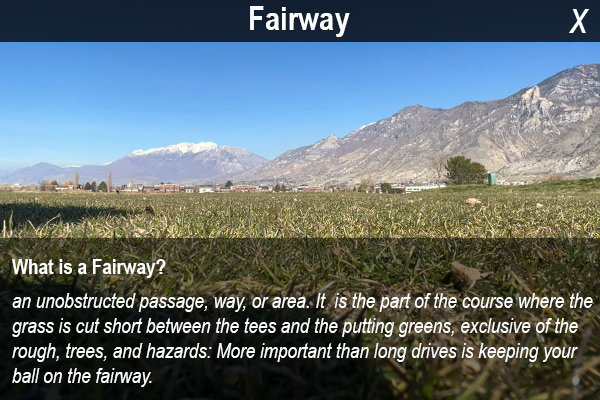 Fairway
X
What is a Fairway?
an unobstructed passage, way, or area. It  is the part of the course where the
grass is cut short between the tees and the putting greens, exclusive of the
rough, trees, and hazards: More important than long drives is keeping your
ball on the fairway.